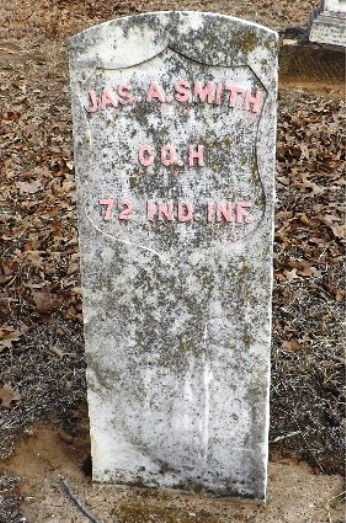 JAS. A. SMITH
CO. H
72 IND. INF.